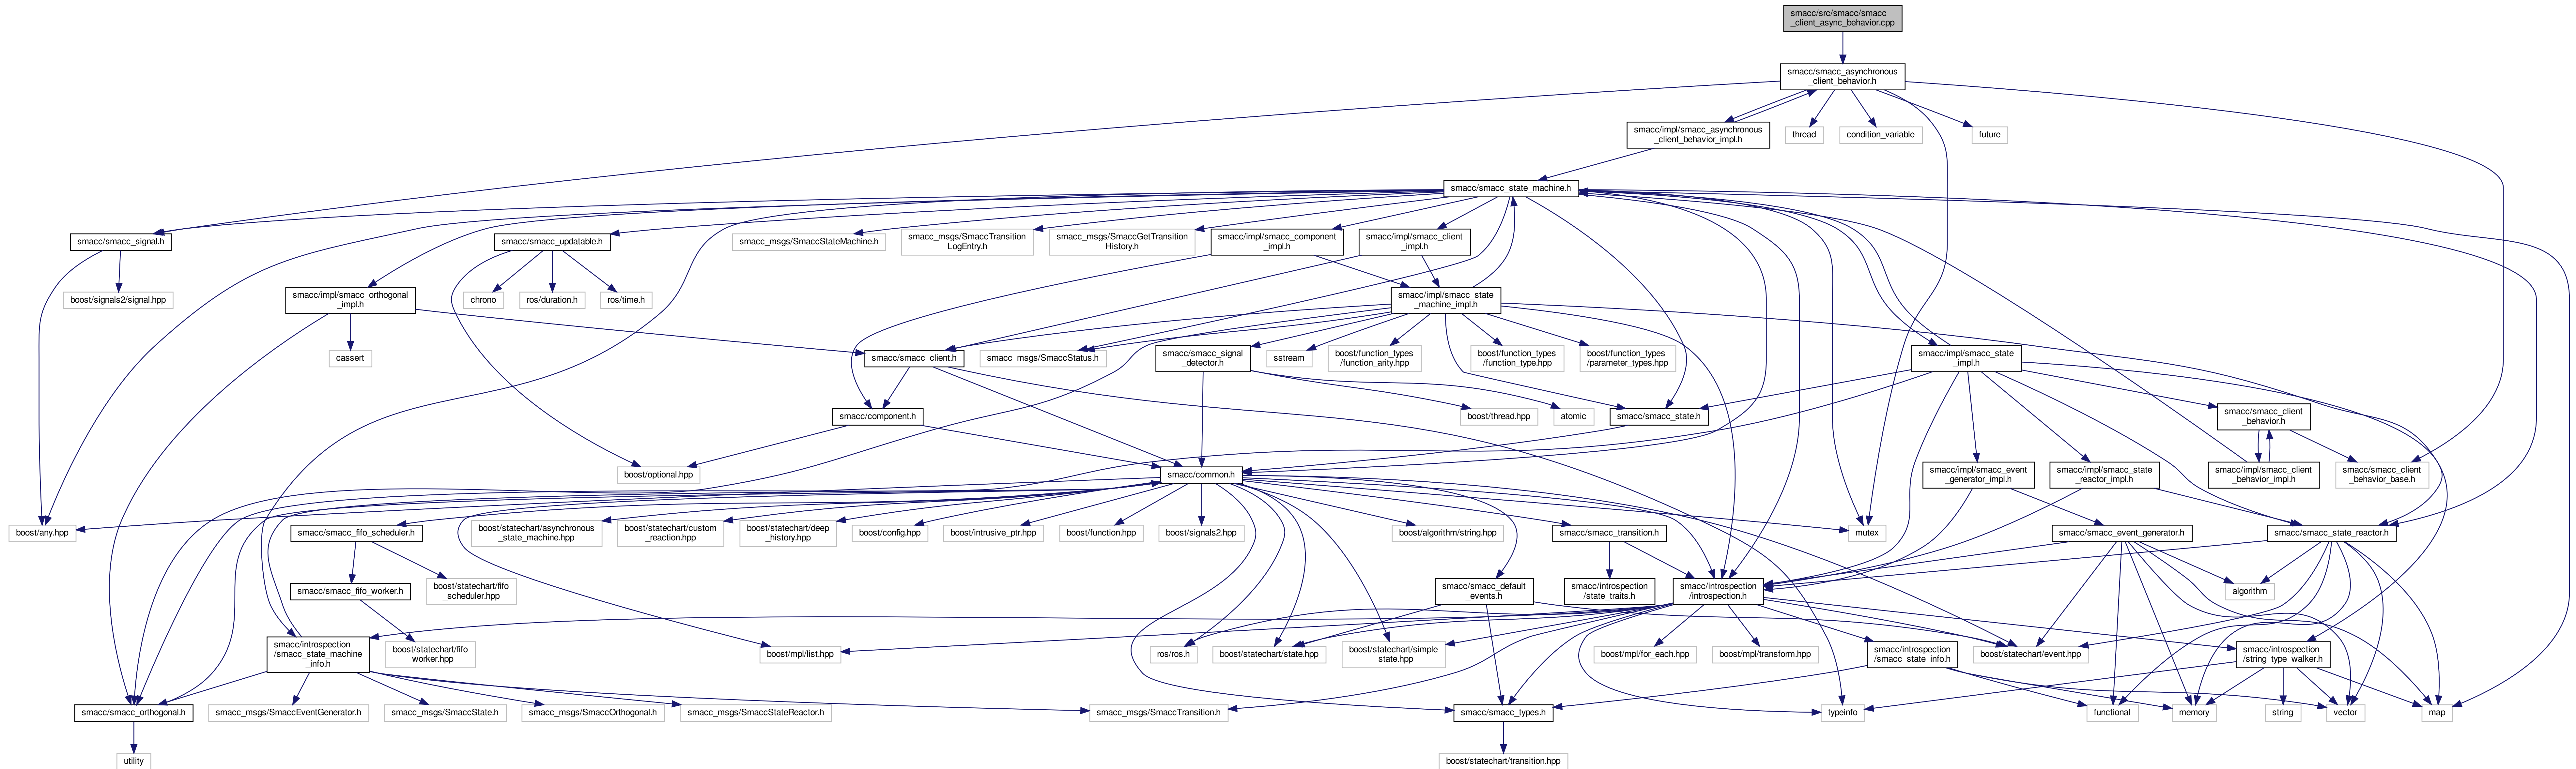 smacc/src/smacc/smacc
_client_async_behavior.cpp
smacc/smacc_asynchronous
_client_behavior.h
smacc/impl/smacc_asynchronous
_client_behavior_impl.h
thread
condition_variable
future
smacc/smacc_state_machine.h
smacc/smacc_signal.h
smacc/smacc_updatable.h
smacc_msgs/SmaccStateMachine.h
smacc_msgs/SmaccTransition
LogEntry.h
smacc_msgs/SmaccGetTransition
History.h
smacc/impl/smacc_component
_impl.h
smacc/impl/smacc_client
_impl.h
boost/signals2/signal.hpp
smacc/impl/smacc_orthogonal
_impl.h
chrono
ros/duration.h
ros/time.h
smacc/impl/smacc_state
_machine_impl.h
cassert
smacc/smacc_client.h
smacc_msgs/SmaccStatus.h
smacc/smacc_signal
_detector.h
sstream
boost/function_types
/function_arity.hpp
boost/function_types
/function_type.hpp
boost/function_types
/parameter_types.hpp
smacc/impl/smacc_state
_impl.h
smacc/component.h
boost/thread.hpp
atomic
smacc/smacc_state.h
smacc/smacc_client
_behavior.h
boost/optional.hpp
smacc/common.h
smacc/impl/smacc_event
_generator_impl.h
smacc/impl/smacc_state
_reactor_impl.h
smacc/impl/smacc_client
_behavior_impl.h
smacc/smacc_client
_behavior_base.h
boost/any.hpp
smacc/smacc_fifo_scheduler.h
boost/statechart/asynchronous
_state_machine.hpp
boost/statechart/custom
_reaction.hpp
boost/statechart/deep
_history.hpp
boost/config.hpp
boost/intrusive_ptr.hpp
boost/function.hpp
boost/signals2.hpp
boost/algorithm/string.hpp
smacc/smacc_transition.h
mutex
smacc/smacc_event_generator.h
smacc/smacc_state_reactor.h
smacc/smacc_fifo_worker.h
boost/statechart/fifo
_scheduler.hpp
smacc/smacc_default
_events.h
smacc/introspection
/state_traits.h
smacc/introspection
/introspection.h
algorithm
smacc/introspection
/smacc_state_machine
_info.h
boost/statechart/fifo
_worker.hpp
boost/mpl/list.hpp
ros/ros.h
boost/statechart/state.hpp
boost/statechart/simple
_state.hpp
boost/mpl/for_each.hpp
boost/mpl/transform.hpp
smacc/introspection
/smacc_state_info.h
boost/statechart/event.hpp
smacc/introspection
/string_type_walker.h
smacc/smacc_orthogonal.h
smacc_msgs/SmaccEventGenerator.h
smacc_msgs/SmaccState.h
smacc_msgs/SmaccOrthogonal.h
smacc_msgs/SmaccStateReactor.h
smacc_msgs/SmaccTransition.h
smacc/smacc_types.h
typeinfo
functional
memory
string
vector
map
utility
boost/statechart/transition.hpp